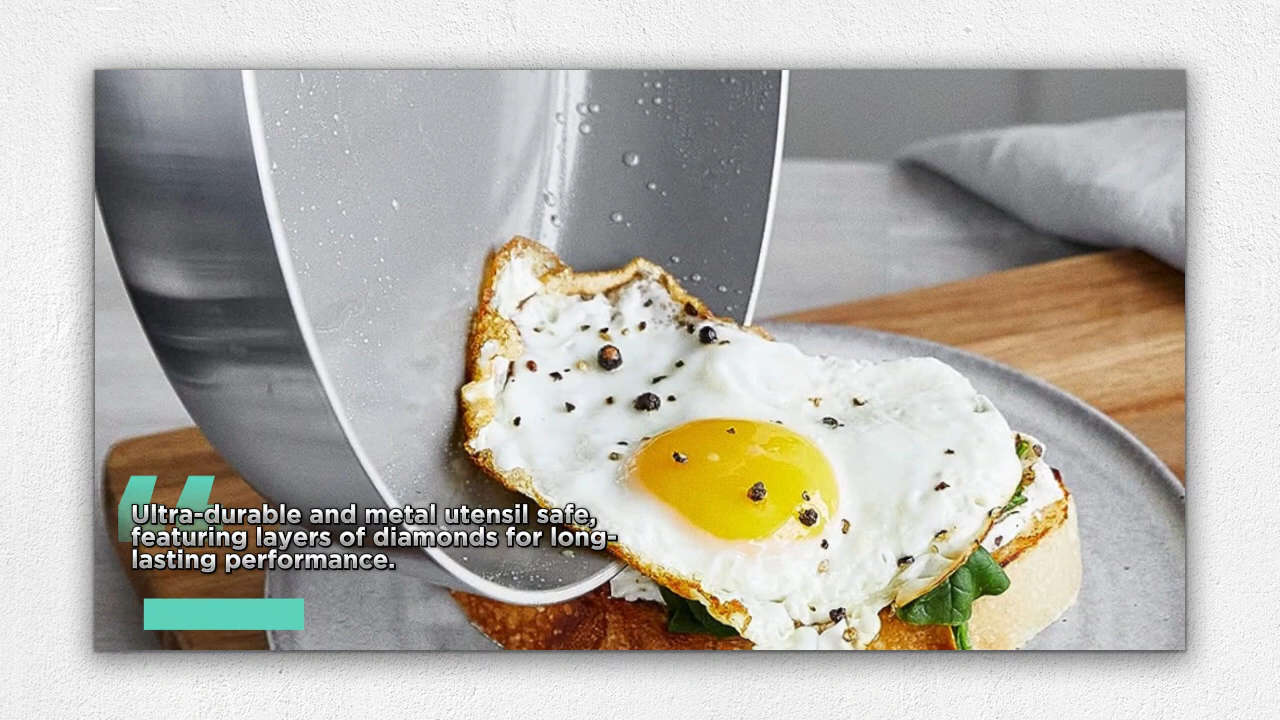 Ultra-durable and metal utensil safe,
featuring layers of diamonds for long-
lasting performance.